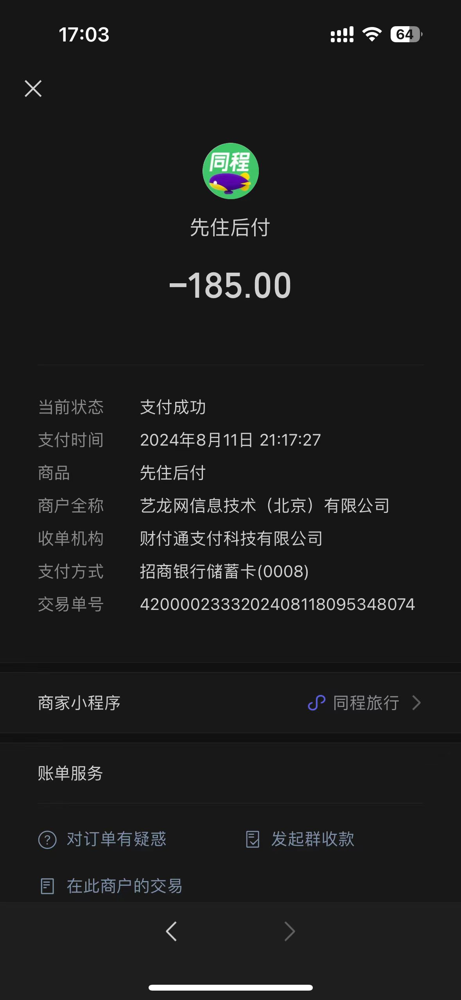 17:03
64
同程
先住后付
-185.00
当前状态 支付成功
支付时间 2024年8月11日 21:17:27
商品 先住后付
商户全称 艺龙网信息技术（北京）有限公司
收单机构 财付通支付科技有限公司
支付方式 招商银行储蓄卡(0008)
交易单号 4200002333202408118095348074
商家小程序 同程旅行
账单服务
对订单有疑惑 发起群收款
在此商户的交易